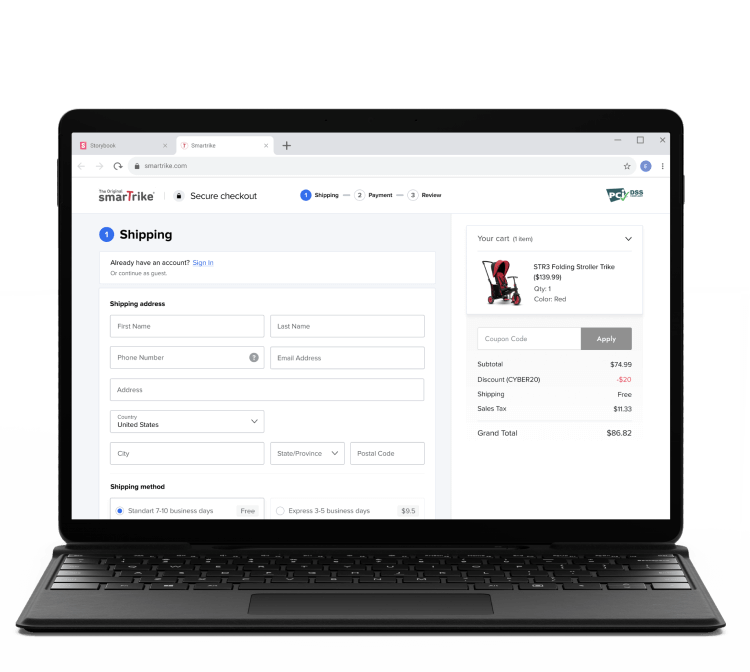 Storybook
Smartrike
smartrike.com
The Original
smarTrike
Secure checkout
1 Shipping — 2 Payment — 3 Review
PCI DSS
1 Shipping
Already have an account? Sign In
Or continue as guest.
Shipping address
First Name
Last Name
Phone Number ?
Email Address
Address
Country
United States
City
State/Province
Postal Code
Shipping method
Standart 7-10 business days Free
Express 3-5 business days $9.5
Your cart (1 item)
STR3 Folding Stroller Trike
($139.99)
Qty: 1
Color: Red
Coupon Code
Apply
Subtotal $74.99
Discount (CYBER20) -$20
Shipping Free
Sales Tax $11.33
Grand Total $86.82